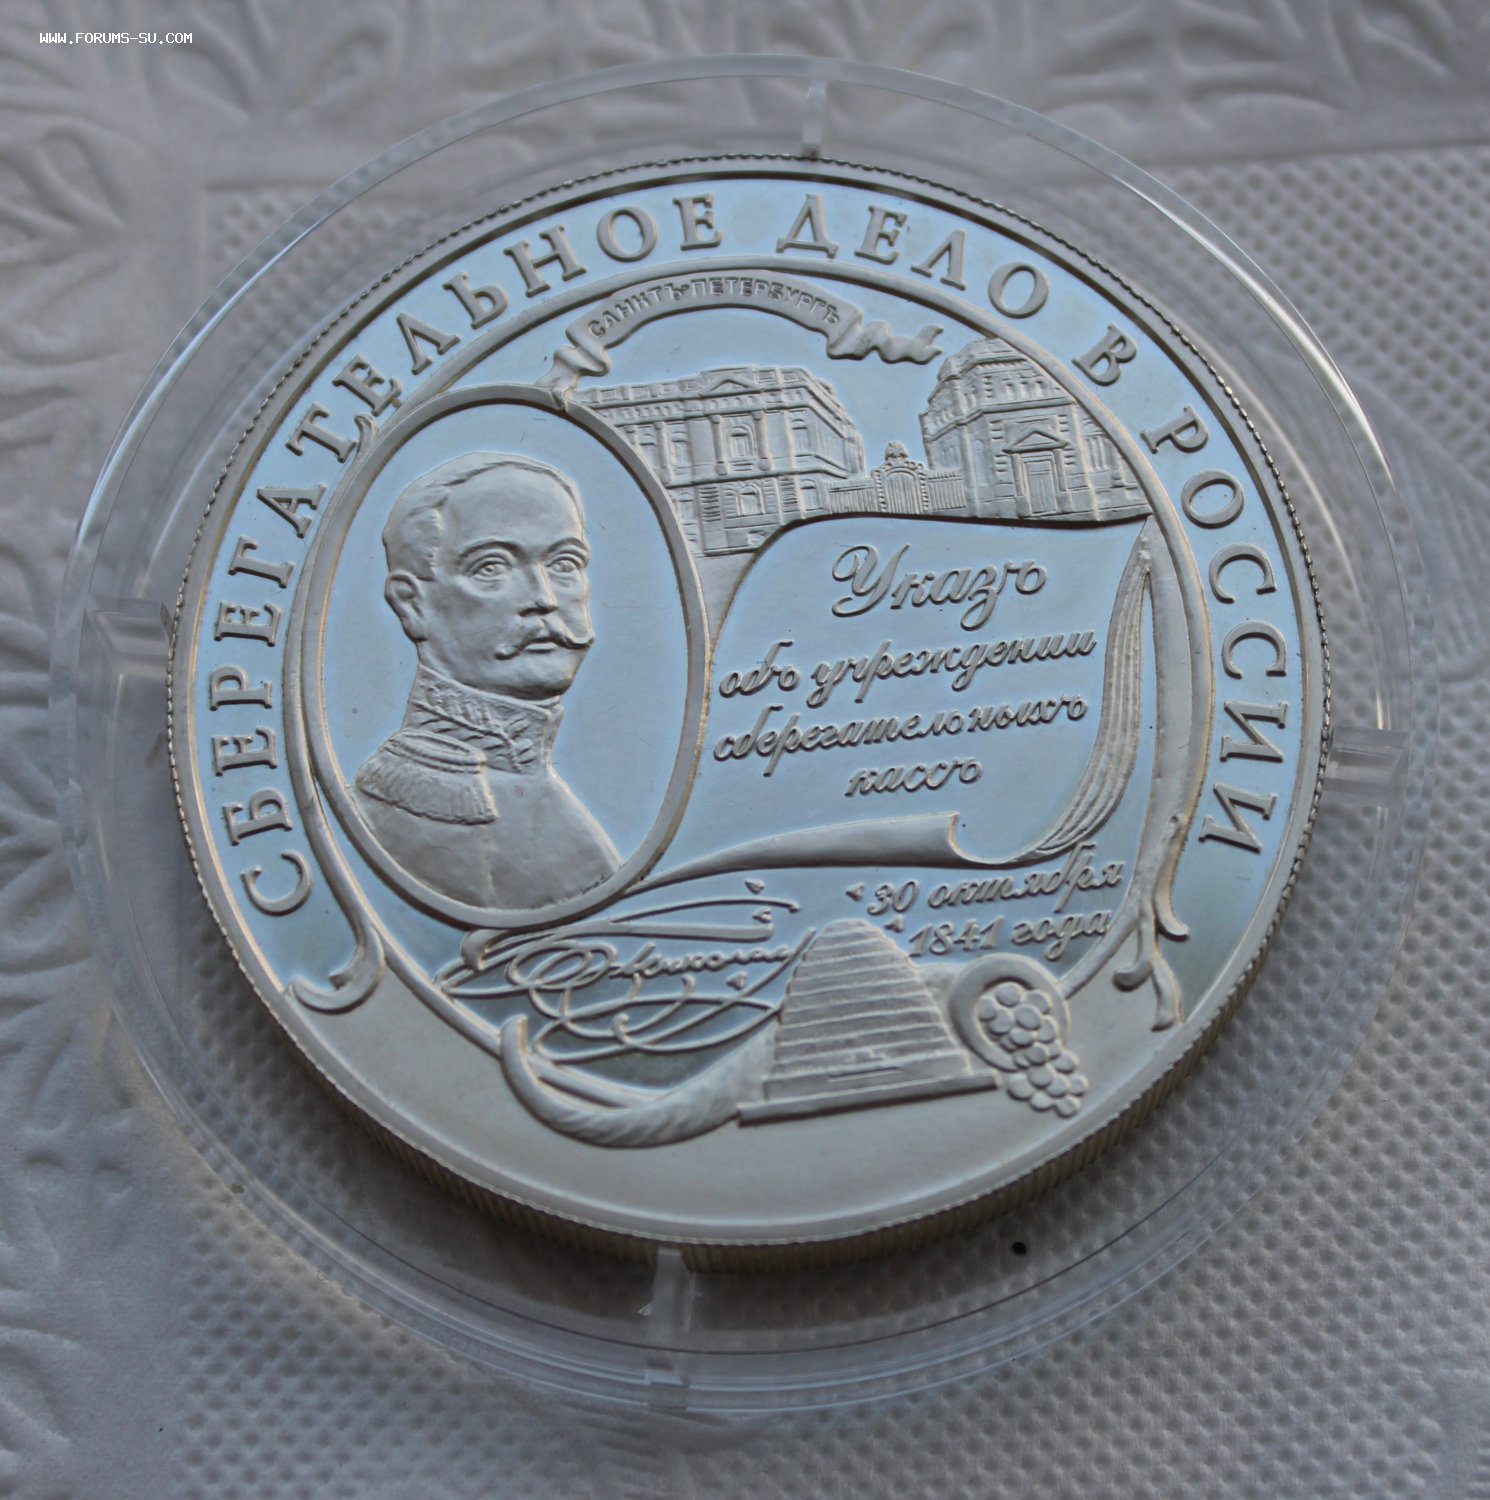 WWW.FORUMS-SU.COM
СБЕРЕГАТЕЛЬНОЕ ДЕЛО В РОССИИ
САНКТЪ-ПЕТЕРБУРГЪ
Указъ
объ учреждении
сберегательныхъ
кассъ
30 октября
1841 года
Николай